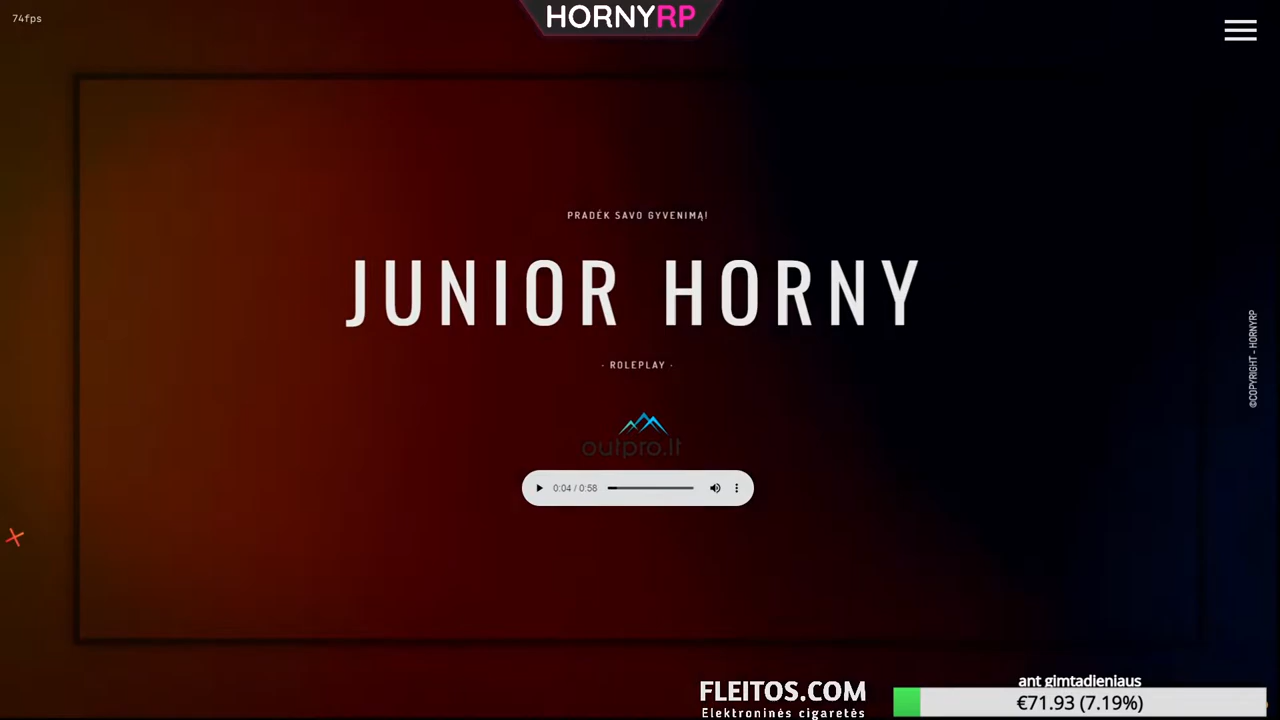 74fps
HORNYRP
PRADĖK SAVO GYVENIMĄ!
JUNIOR HORNY
· ROLEPLAY ·
©COPYRIGHT - HORNYRP
outpro.lt
0:04 / 0:58
FLEITOS.COM
Elektroninės cigaretės
ant gimtadieniaus
€71.93 (7.19%)